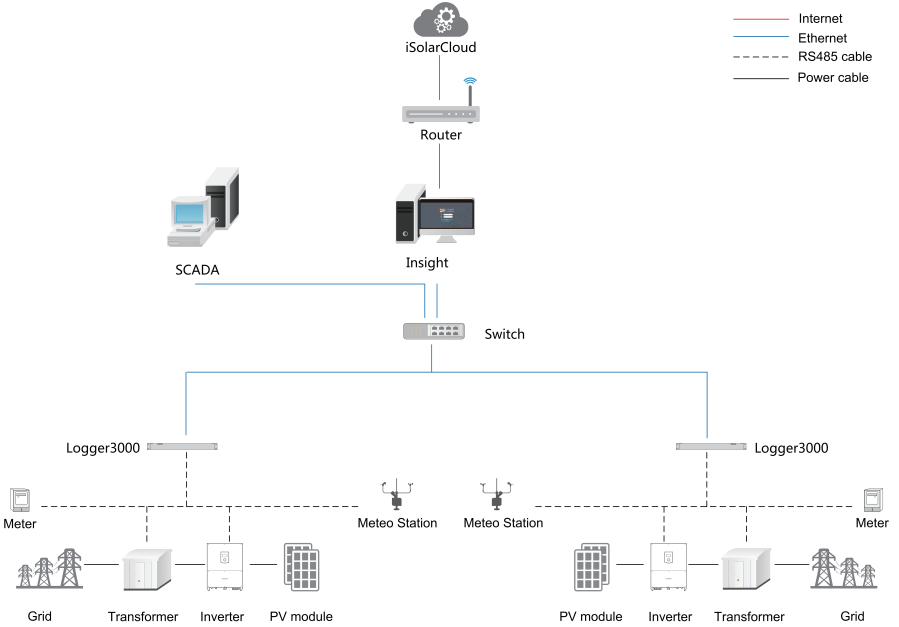 iSolarCloud
Internet
Ethernet
RS485 cable
Power cable
Router
SCADA
Insight
Switch
Logger3000
Logger3000
Meter
Meteo Station
Meteo Station
Meter
Grid
Transformer
Inverter
PV module
PV module
Inverter
Transformer
Grid